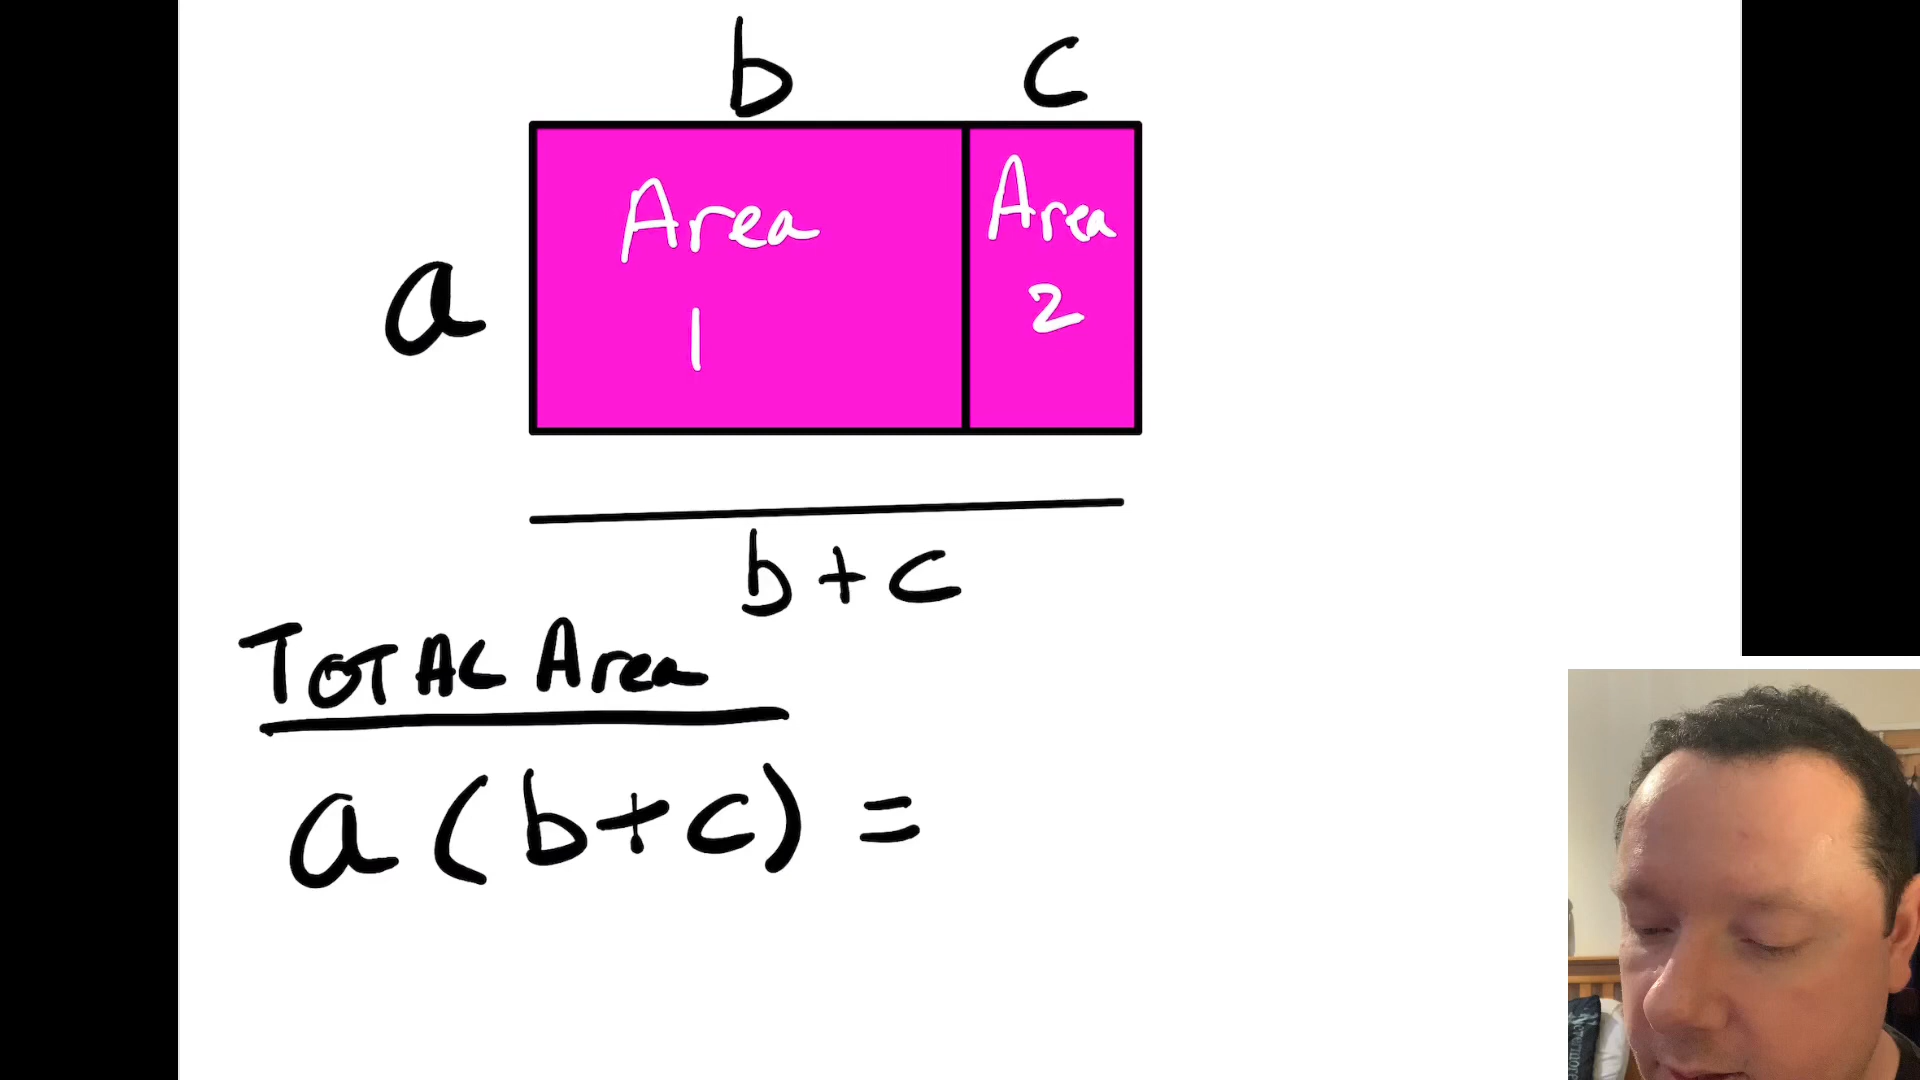 b c
Area Area
1 2
a
b+c
TOTAL Area
a(b+c) =